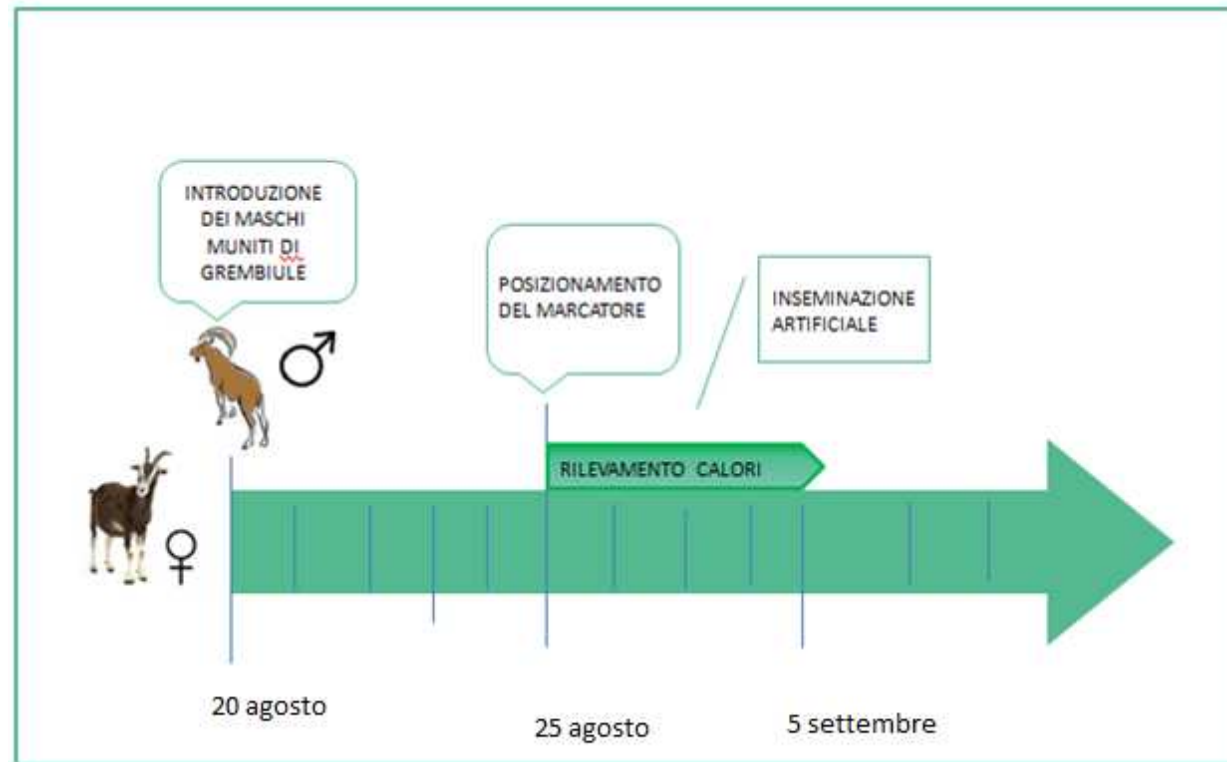 INTRODUZIONE
DEI MASCHI
MUNITI DI
GREMBIULE
POSIZIONAMENTO
DEL MARCATORE
INSEMINAZIONE
ARTIFICIALE
RILEVAMENTO CALORI
20 agosto
25 agosto
5 settembre